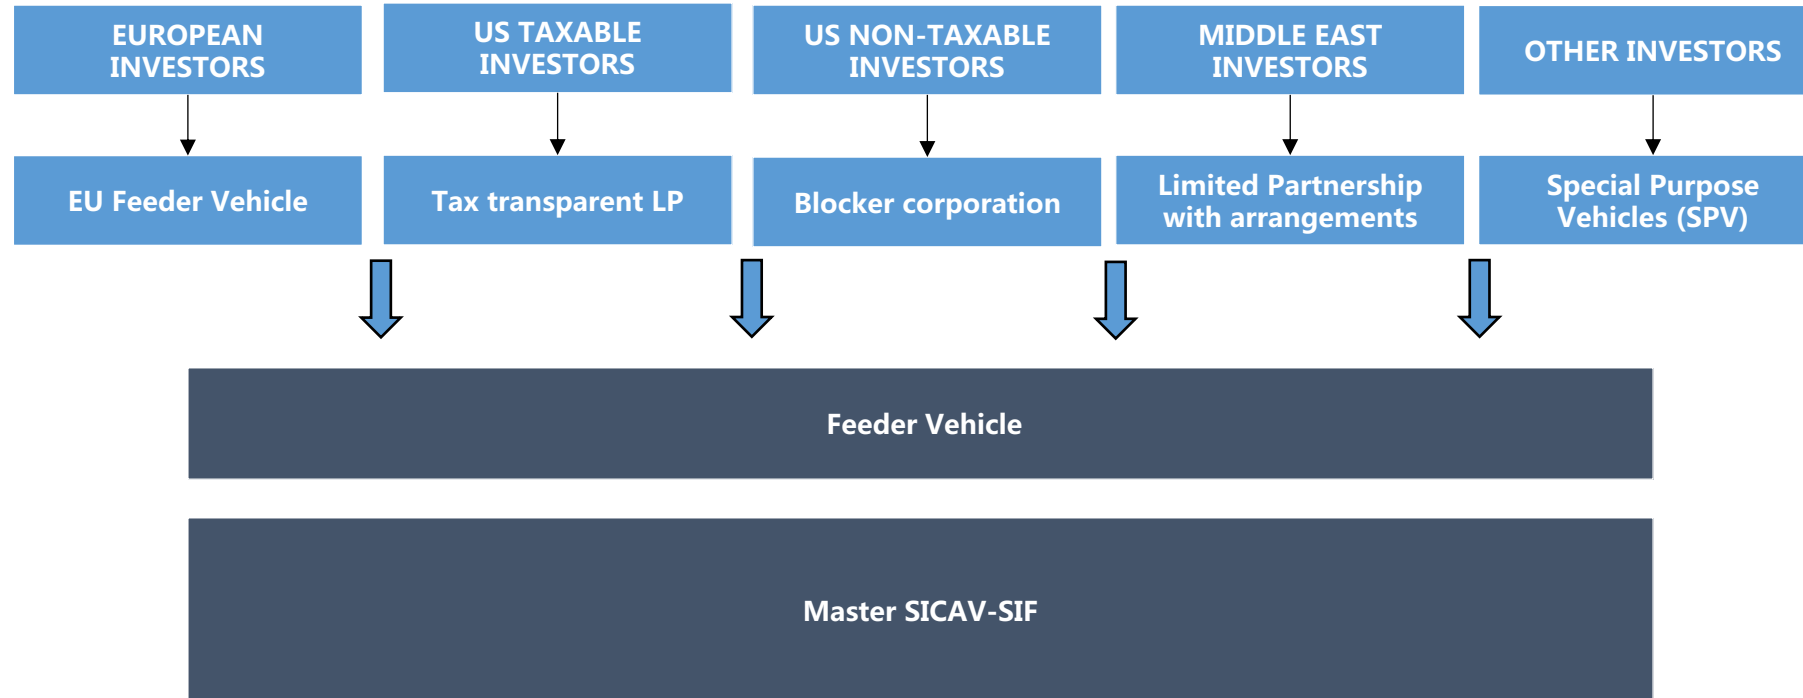 EUROPEAN
INVESTORS
US TAXABLE
INVESTORS
US NON-TAXABLE
INVESTORS
MIDDLE EAST
INVESTORS
OTHER INVESTORS
EU Feeder Vehicle
Tax transparent LP
Blocker corporation
Limited Partnership
with arrangements
Special Purpose
Vehicles (SPV)
Feeder Vehicle
Master SICAV-SIF